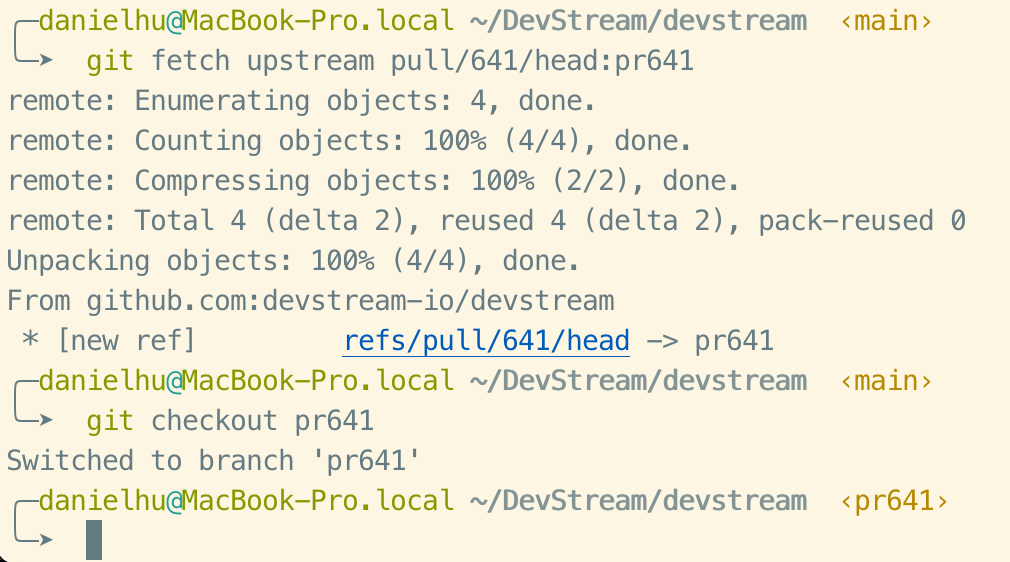 danielhu@MacBook-Pro.local ~/DevStream/devstream ‹main›
git fetch upstream pull/641/head:pr641
remote: Enumerating objects: 4, done.
remote: Counting objects: 100% (4/4), done.
remote: Compressing objects: 100% (2/2), done.
remote: Total 4 (delta 2), reused 4 (delta 2), pack-reused 0
Unpacking objects: 100% (4/4), done.
From github.com:devstream-io/devstream
 * [new ref]         refs/pull/641/head -> pr641
danielhu@MacBook-Pro.local ~/DevStream/devstream ‹main›
git checkout pr641
Switched to branch 'pr641'
danielhu@MacBook-Pro.local ~/DevStream/devstream ‹pr641›